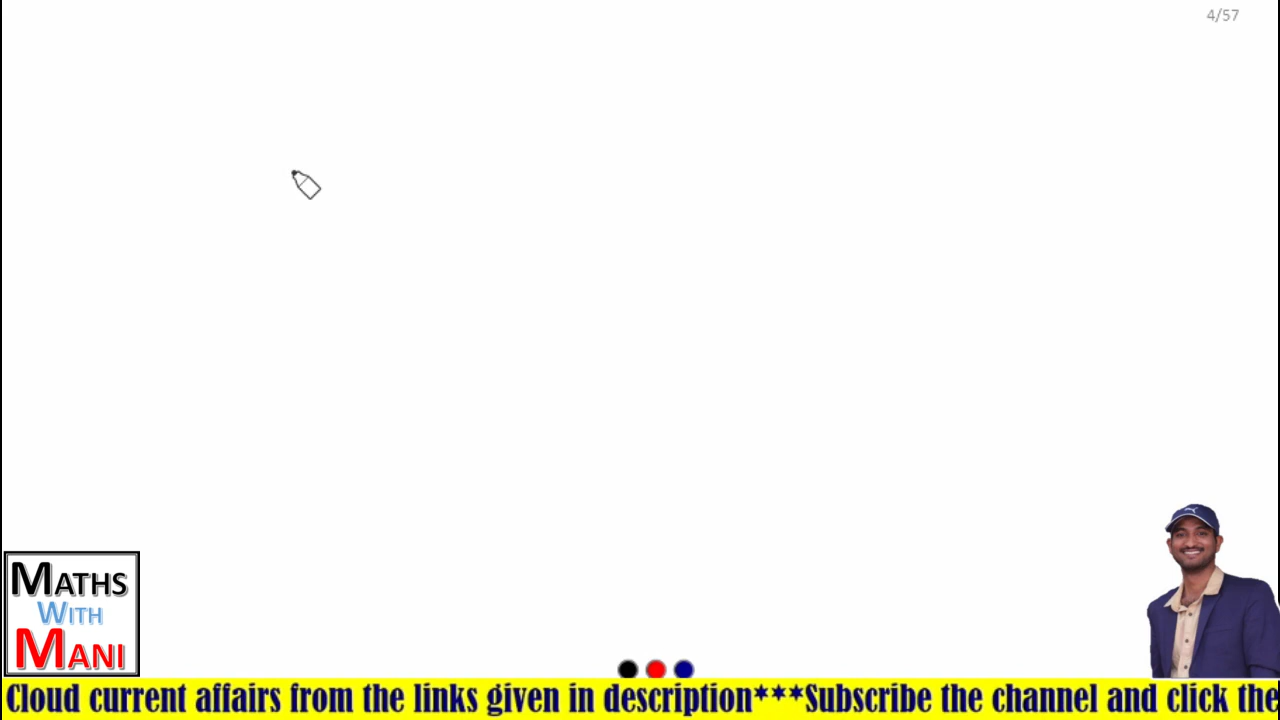 4/57
MATHS
WITH
MANI
Cloud current affairs from the links given in description***Subscribe the channel and click the